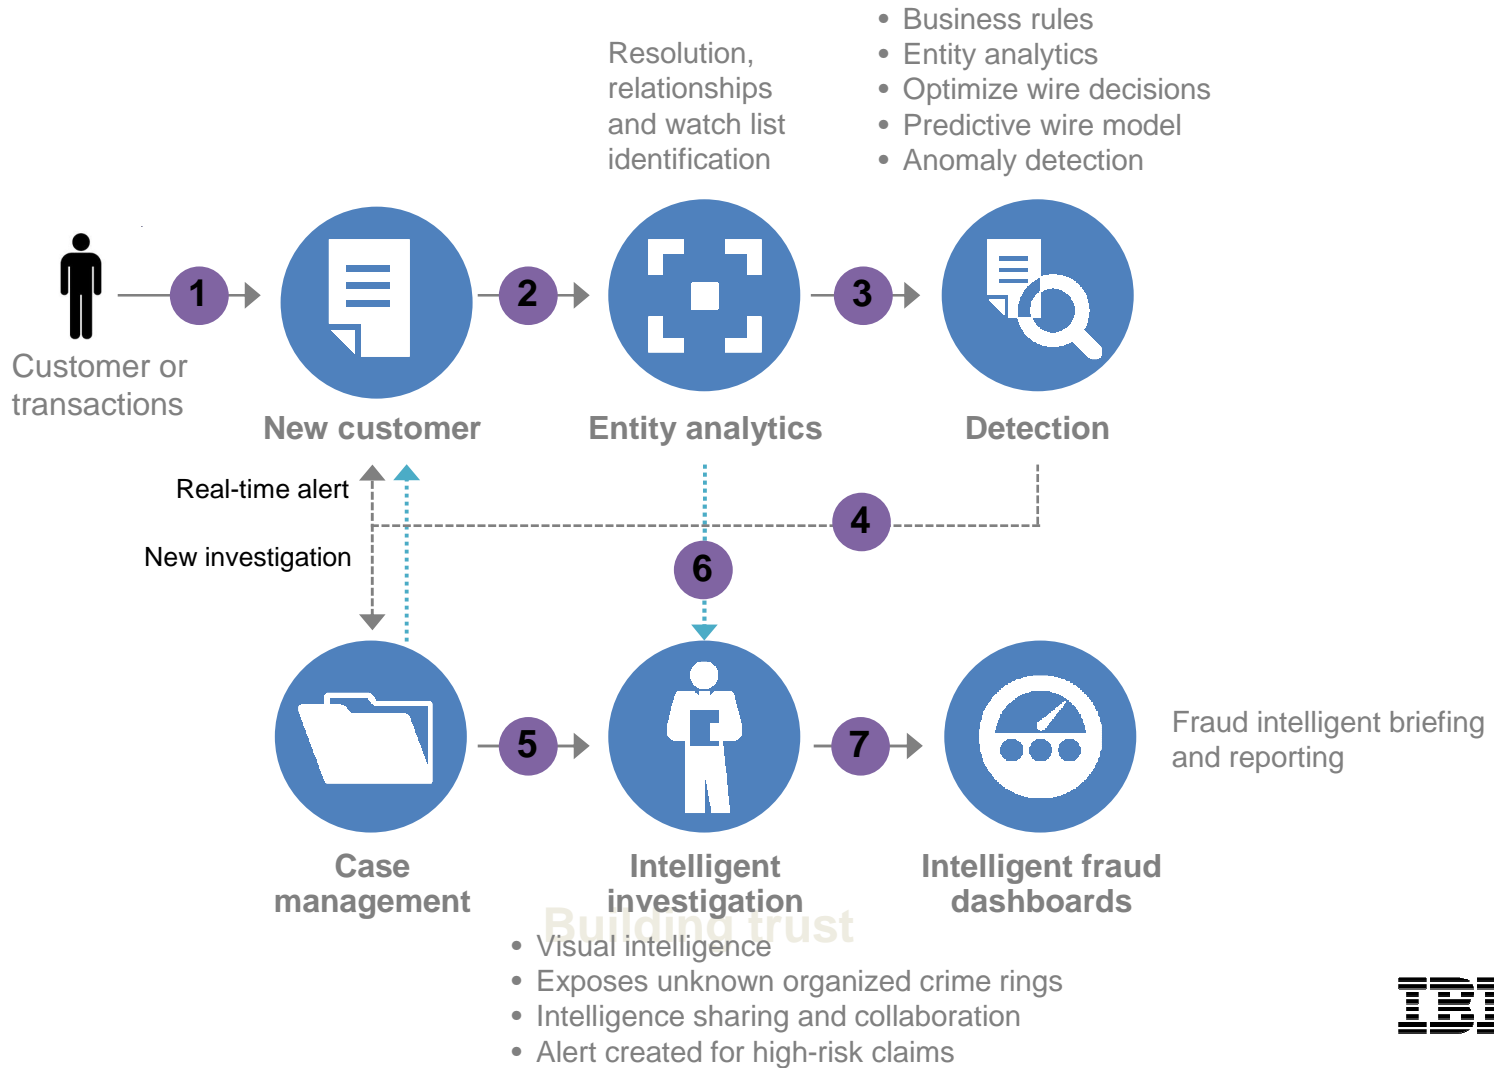 • Business rules
• Entity analytics
• Optimize wire decisions
• Predictive wire model
• Anomaly detection
Resolution,
relationships
and watch list
identification
1
2
3
Customer or
transactions
New customer
Entity analytics
Detection
Real-time alert
New investigation
4
6
5
7
Fraud intelligent briefing
and reporting
Case
management
Intelligent
investigation
Intelligent fraud
dashboards
Building trust
• Visual intelligence
• Exposes unknown organized crime rings
• Intelligence sharing and collaboration
• Alert created for high-risk claims